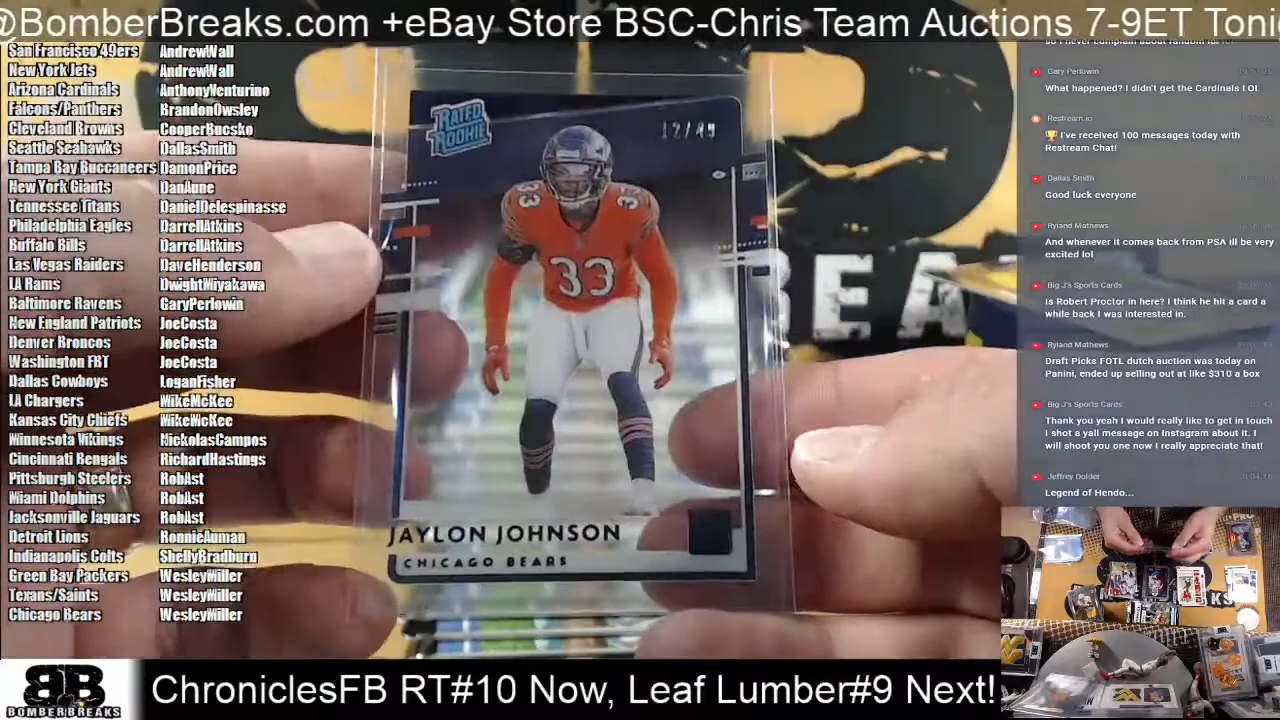 @BomberBreaks.com +eBay Store BSC-Chris Team Auctions 7-9ET Toni
San Francisco 49ers AndrewWall
New York Jets AndrewWall
Arizona Cardinals AnthonyVenturino
Falcons/Panthers BrandonOwsley
Cleveland Browns CooperBucsko
Seattle Seahawks DallasSmith
Tampa Bay Buccaneers DamonPrice
New York Giants DanAune
Tennessee Titans DanielDelespinasse
Philadelphia Eagles DarrellAtkins
Buffalo Bills DarrellAtkins
Las Vegas Raiders DaveHenderson
LA Rams DwightMiyakawa
Baltimore Ravens GaryPerlowin
New England Patriots JoeCosta
Denver Broncos JoeCosta
Washington FBT JoeCosta
Dallas Cowboys LoganFisher
LA Chargers MikeMcKee
Kansas City Chiefs MikeMcKee
Minnesota Vikings NickolasCampos
Cincinnati Bengals RichardHastings
Pittsburgh Steelers RobAst
Miami Dolphins RobAst
Jacksonville Jaguars RobAst
Detroit Lions RonnieAuman
Indianapolis Colts ShellyBradburn
Green Bay Packers WesleyMiller
Texans/Saints WesleyMiller
Chicago Bears WesleyMiller
RATED
ROOKIE
12/49
33
33
33
JAYLON JOHNSON
CHICAGO BEARS
BREA
so I never complain about random lol
Gary Perlowin
What happened? I didn't get the Cardinals LOL
Restream.io
🏆 I've received 100 messages today with
Restream Chat!
Dallas Smith
Good luck everyone
Ryland Mathews
And whenever it comes back from PSA ill be very
excited lol
Big J's Sports Cards
Is Robert Proctor in here? I think he hit a card a
while back I was interested in.
Ryland Mathews
Draft Picks FOTL dutch auction was today on
Panini, ended up selling out at like $310 a box
Big J's Sports Cards
Thank you yeah I would really like to get in touch
I shot a yall message on Instagram about it. I
will shoot you one now I really appreciate that!
Jeffrey Dolder
Legend of Hendo...
BB
BOMBERBREAKS
ChroniclesFB RT#10 Now, Leaf Lumber#9 Next!